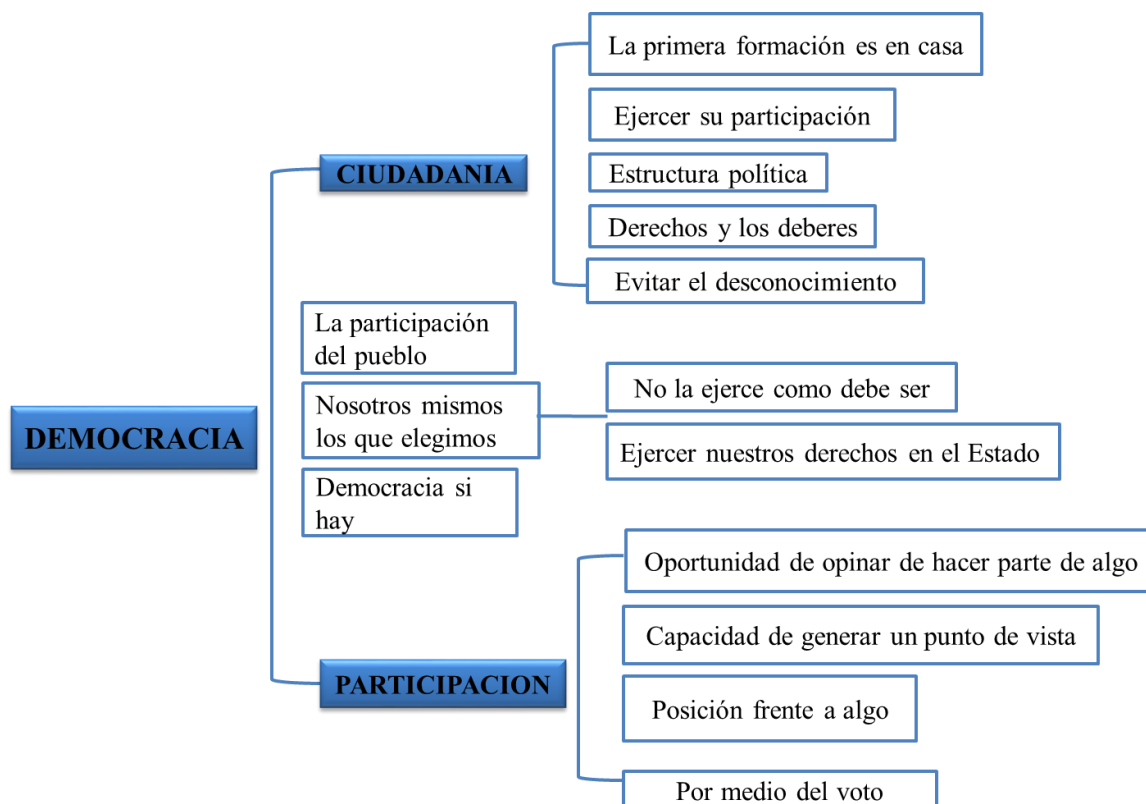 La primera formación es en casa
Ejercer su participación
CIUDADANIA
Estructura política
Derechos y los deberes
Evitar el desconocimiento
La participación
del pueblo
DEMOCRACIA
Nosotros mismos
los que elegimos
No la ejerce como debe ser
Ejercer nuestros derechos en el Estado
Democracia si
hay
Oportunidad de opinar de hacer parte de algo
Capacidad de generar un punto de vista
PARTICIPACION
Posición frente a algo
Por medio del voto